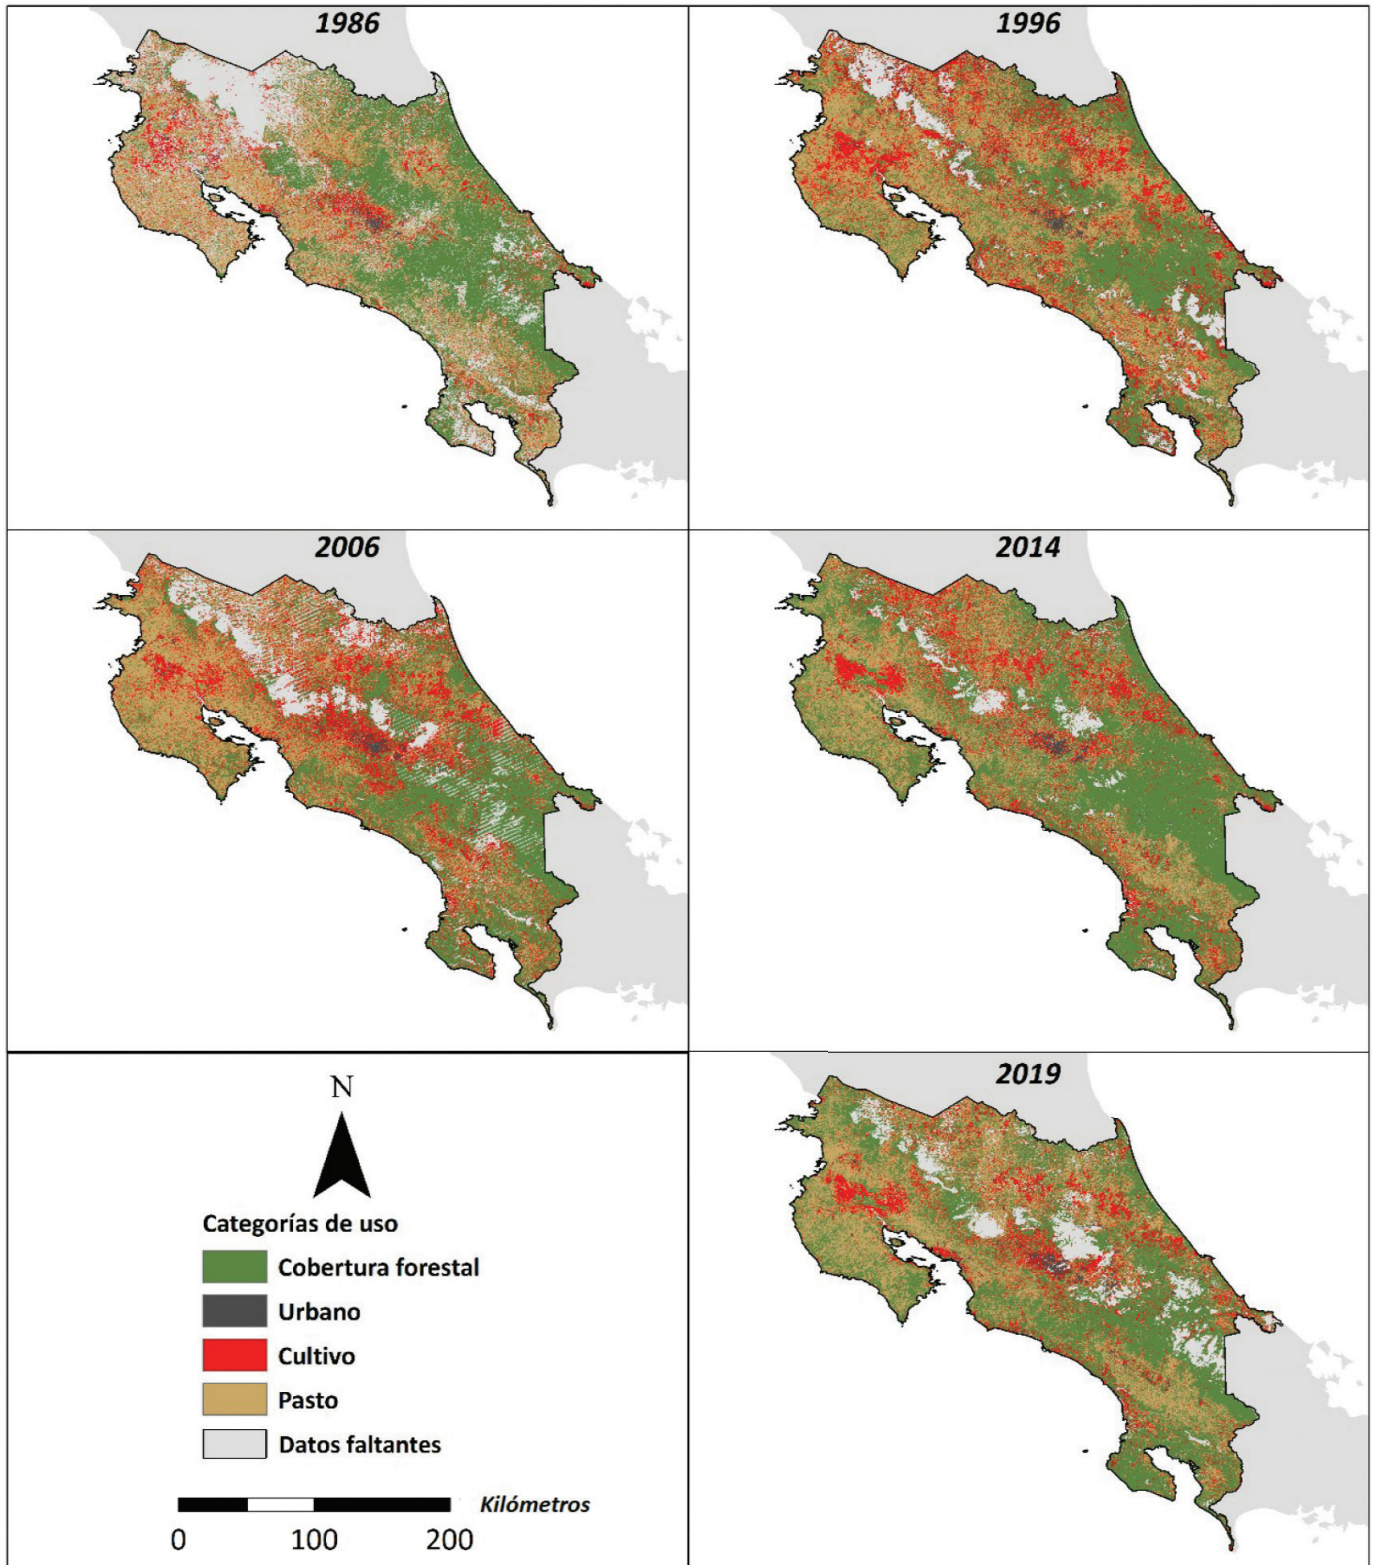 1986
1996
2006
2014
N
2019
Categorías de uso
Cobertura forestal
Urbano
Cultivo
Pasto
Datos faltantes
Kilómetros
0 100 200